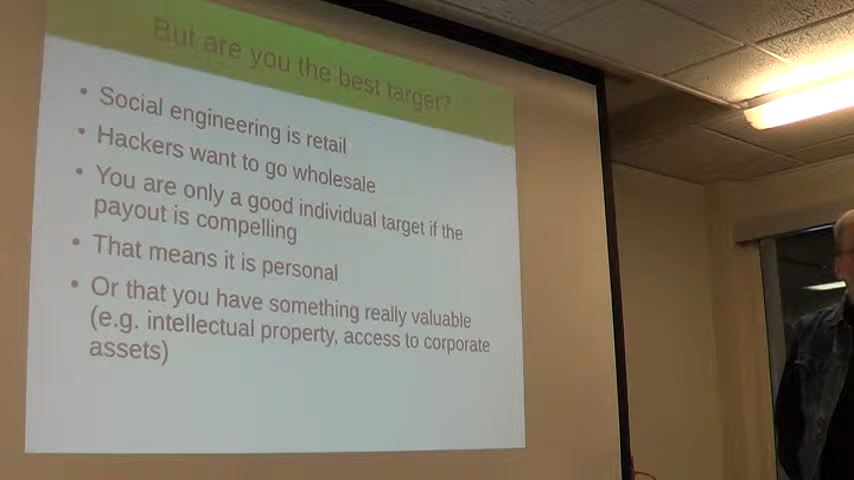 But are you the best target?
• Social engineering is retail
• Hackers want to go wholesale
• You are only a good individual target if the
payout is compelling
• That means it is personal
• Or that you have something really valuable
(e.g. intellectual property, access to corporate
assets)